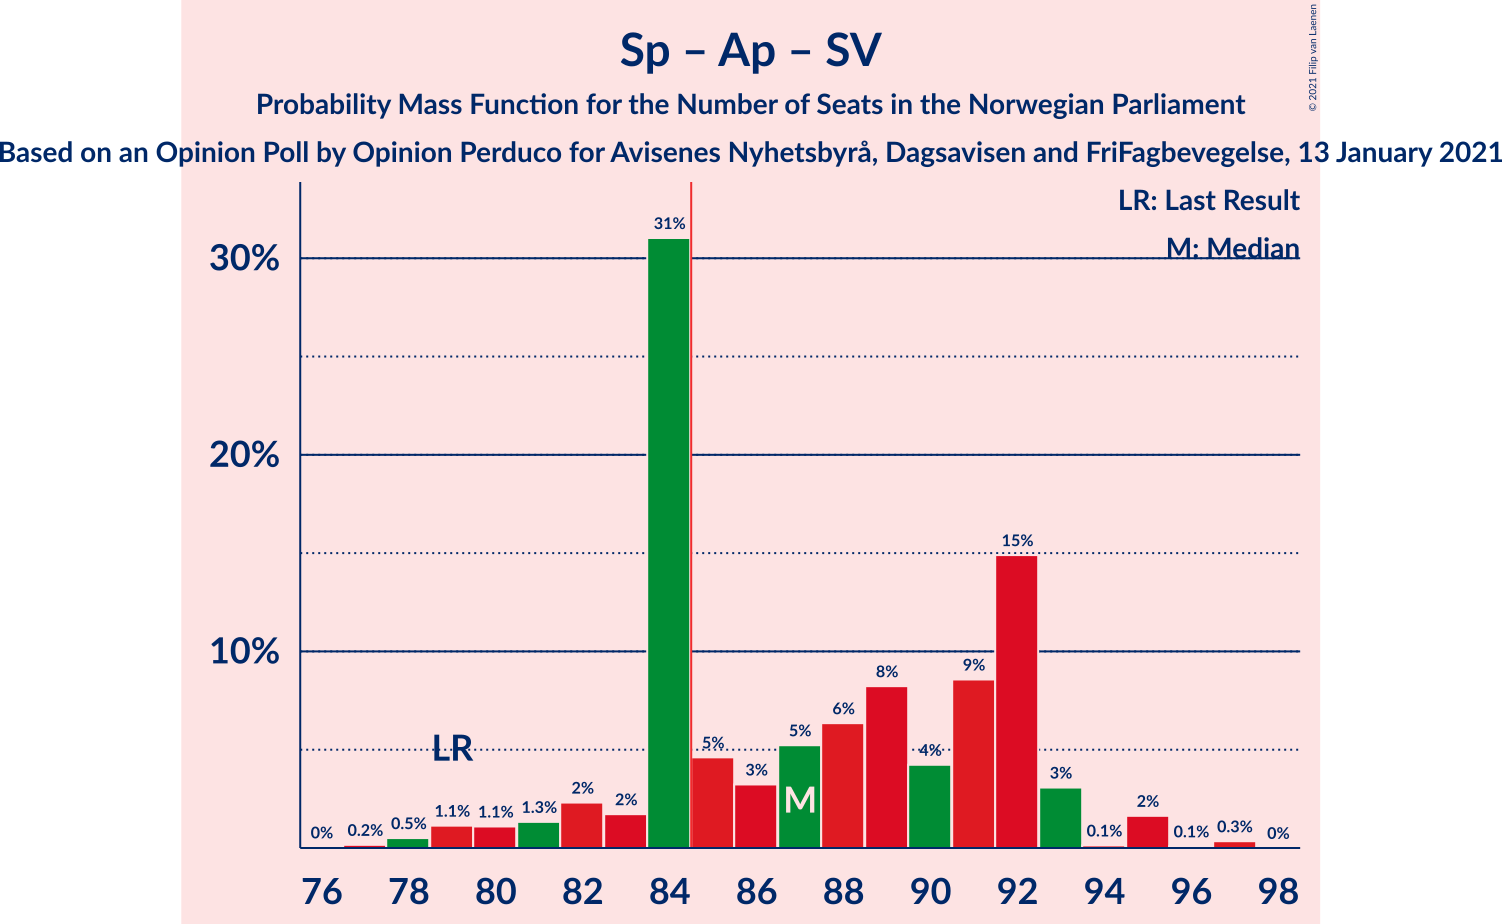 Sp – Ap – SV
Probability Mass Function for the Number of Seats in the Norwegian Parliament
Based on an Opinion Poll by Opinion Perduco for Avisenes Nyhetsbyrå, Dagsavisen and FriFagbevegelse, 13 January 2021
© 2021 Filip van Laenen
LR: Last Result
M: Median
30%
20%
10%
0% 0.2% 0.5% 1.1% 1.1% 1.3% 2% 2% 31% 5% 3% 5% 6% 8% 4% 9% 15% 3% 0.1% 2% 0.1% 0.3% 0%
LR
M
76 78 80 82 84 86 88 90 92 94 96 98